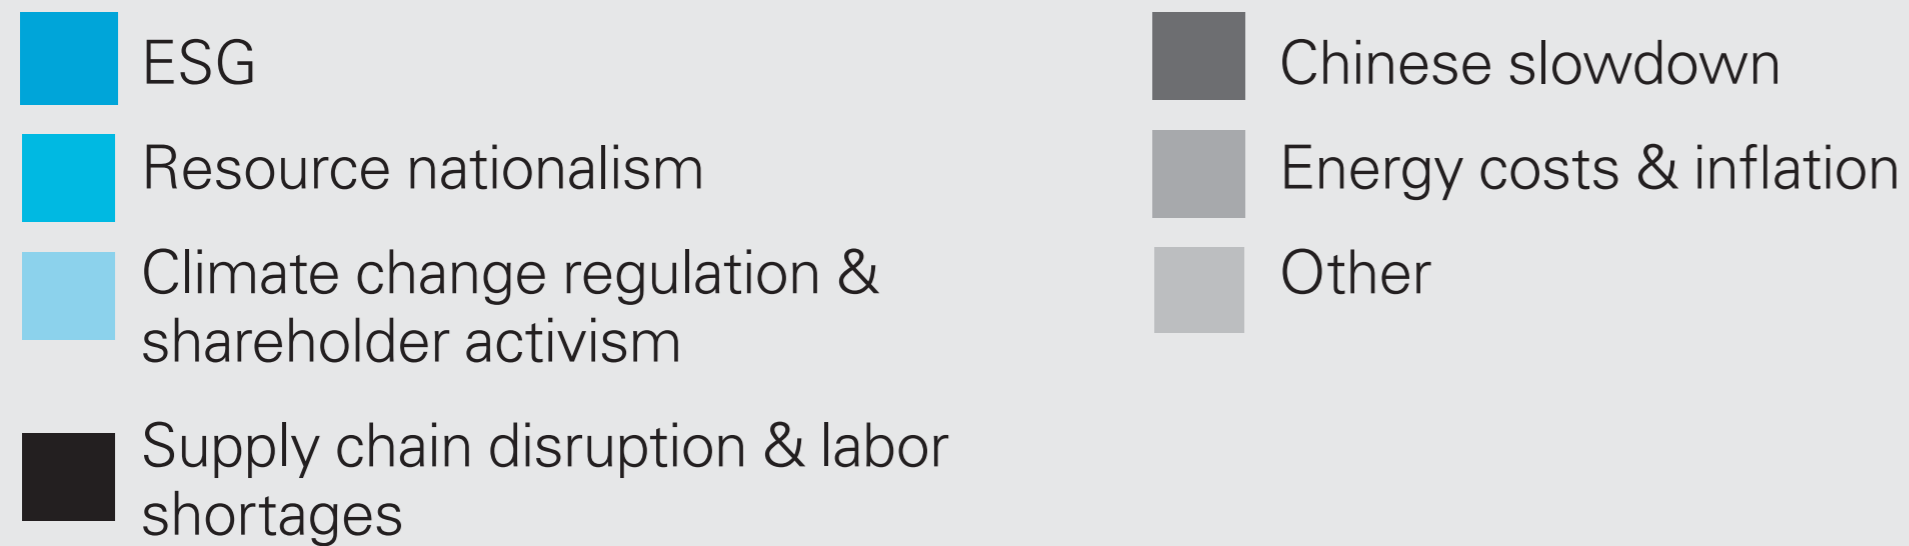 ESG
Resource nationalism
Climate change regulation &
shareholder activism
Supply chain disruption & labor
shortages
Chinese slowdown
Energy costs & inflation
Other